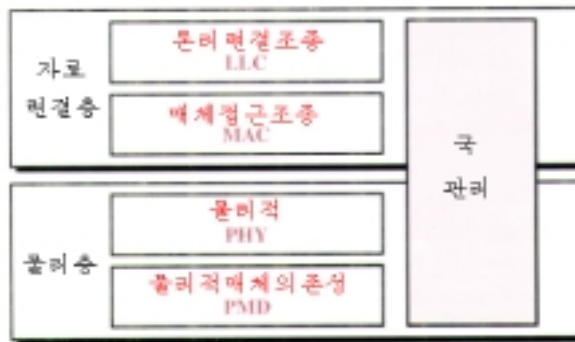 론리련결조종
LLC
자료
련결층
매체접근조종
MAC
국
관리
물리적
PHY
물리층
물리적매체의존성
PMD